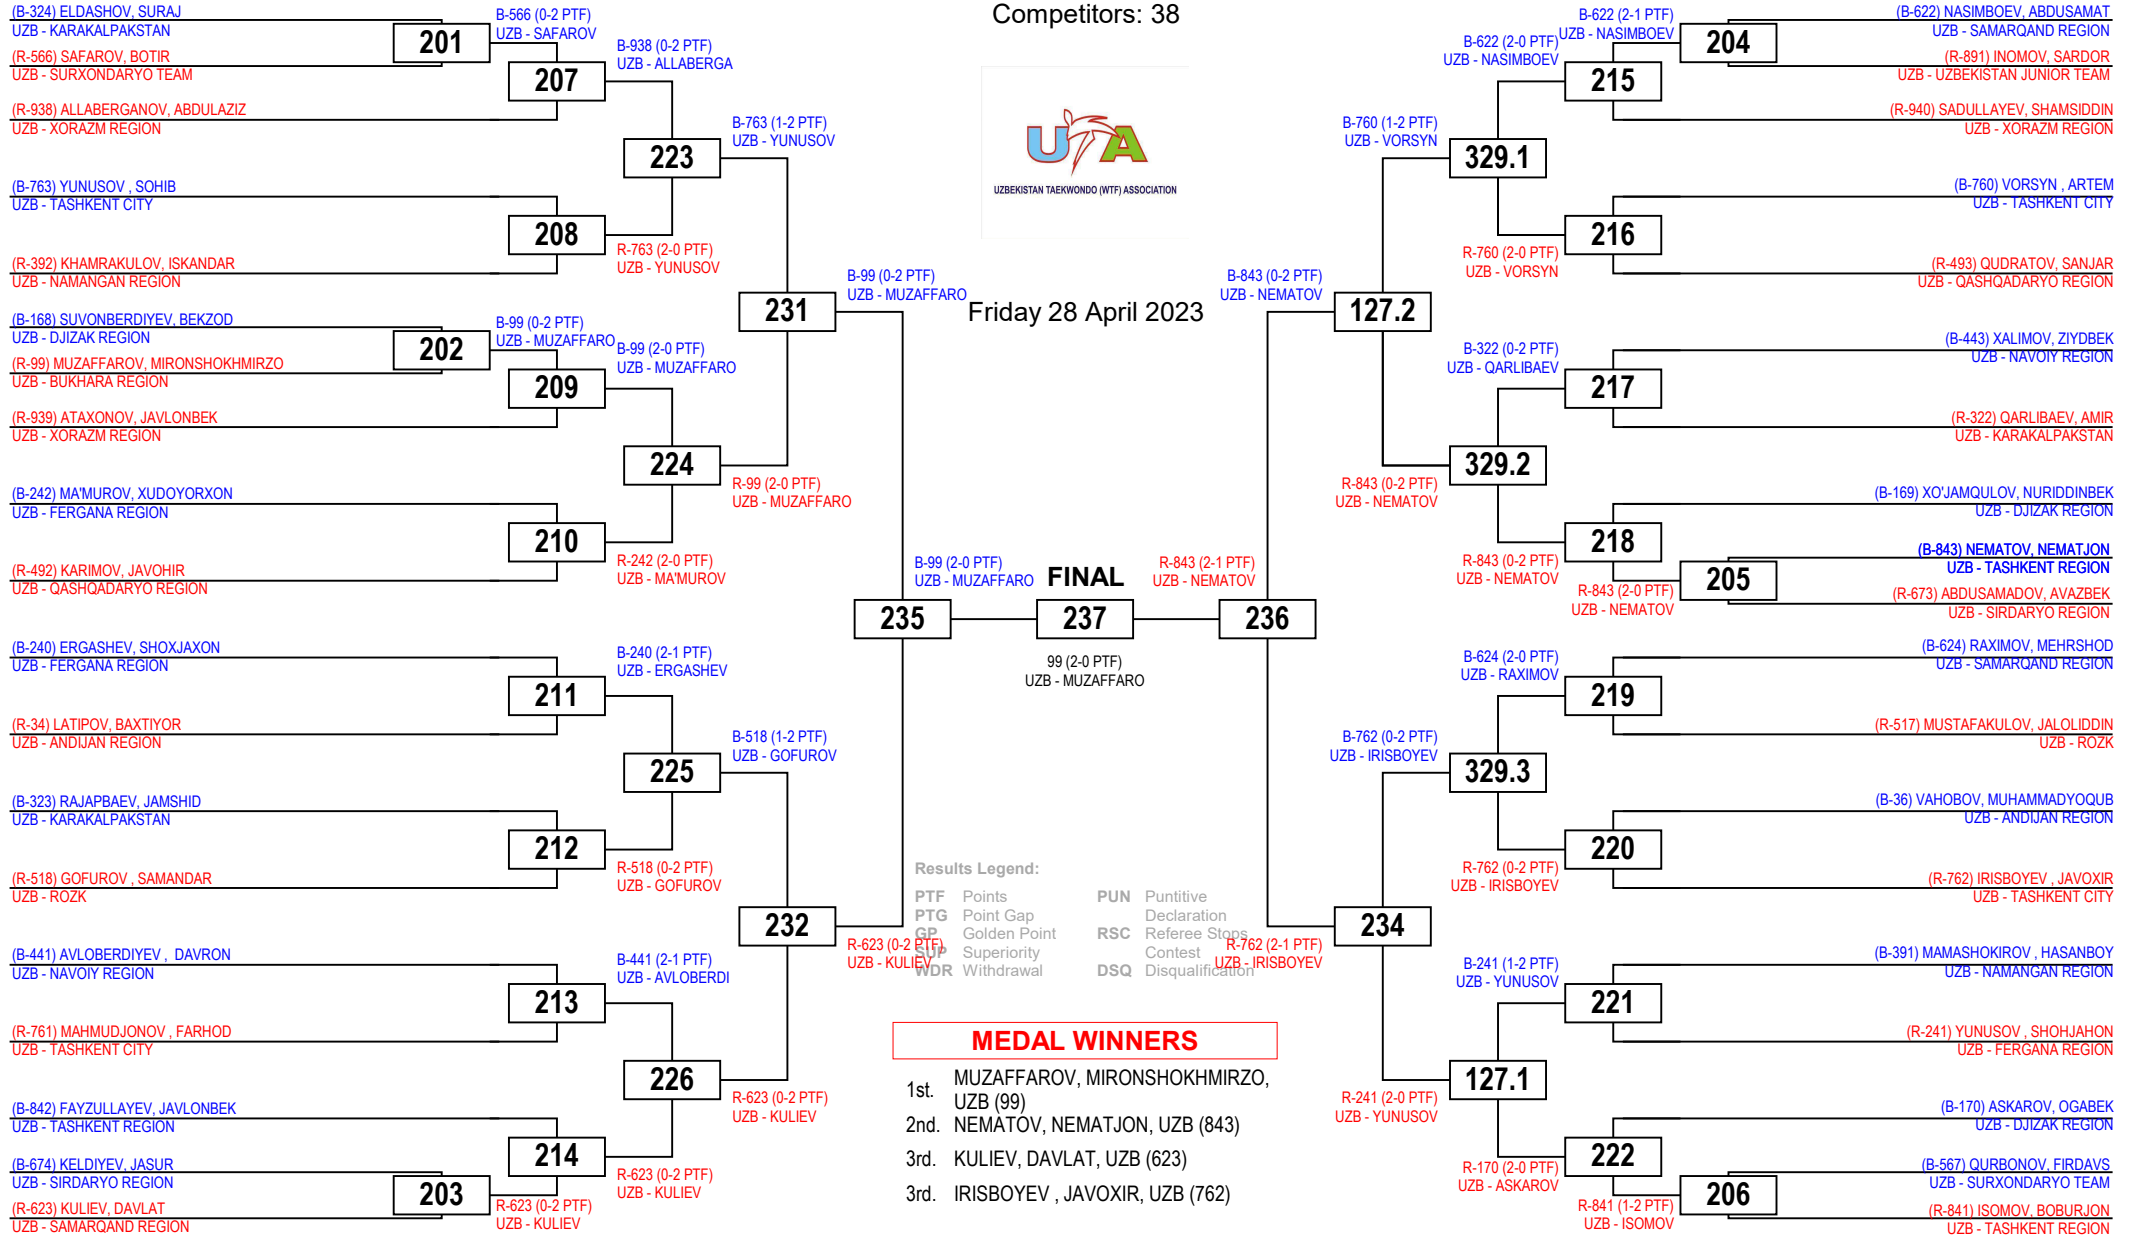 Competitors: 38
UTA
UZBEKISTAN TAEKWONDO (WTF) ASSOCIATION
Friday 28 April 2023
(B-324) ELDASHOV, SURAJ
UZB - KARAKALPAKSTAN
(R-566) SAFAROV, BOTIR
UZB - SURXONDARYO TEAM
(R-938) ALLABERGANOV, ABDULAZIZ
UZB - XORAZM REGION
(B-763) YUNUSOV , SOHIB
UZB - TASHKENT CITY
(R-392) KHAMRAKULOV, ISKANDAR
UZB - NAMANGAN REGION
(B-168) SUVONBERDIYEV, BEKZOD
UZB - DJIZAK REGION
(R-99) MUZAFFAROV, MIRONSHOKHMIRZO
UZB - BUKHARA REGION
(R-939) ATAXONOV, JAVLONBEK
UZB - XORAZM REGION
(B-242) MA'MUROV, XUDOYORXON
UZB - FERGANA REGION
(R-492) KARIMOV, JAVOHIR
UZB - QASHQADARYO REGION
(B-240) ERGASHEV, SHOXJAXON
UZB - FERGANA REGION
(R-34) LATIPOV, BAXTIYOR
UZB - ANDIJAN REGION
(B-323) RAJAPBAEV, JAMSHID
UZB - KARAKALPAKSTAN
(R-518) GOFUROV , SAMANDAR
UZB - ROZK
(B-441) AVLOBERDIYEV , DAVRON
UZB - NAVOIY REGION
(R-761) MAHMUDJONOV , FARHOD
UZB - TASHKENT CITY
(B-842) FAYZULLAYEV, JAVLONBEK
UZB - TASHKENT REGION
(B-674) KELDIYEV, JASUR
UZB - SIRDARYO REGION
(R-623) KULIEV, DAVLAT
UZB - SAMARQAND REGION
201
202
203
B-566 (0-2 PTF)
UZB - SAFAROV
B-99 (0-2 PTF)
UZB - MUZAFFARO
R-623 (0-2 PTF)
UZB - KULIEV
207
208
209
210
211
212
213
214
B-938 (0-2 PTF)
UZB - ALLABERGA
R-763 (2-0 PTF)
UZB - YUNUSOV
B-99 (2-0 PTF)
UZB - MUZAFFARO
R-242 (2-0 PTF)
UZB - MA'MUROV
B-240 (2-1 PTF)
UZB - ERGASHEV
R-518 (0-2 PTF)
UZB - GOFUROV
B-441 (2-1 PTF)
UZB - AVLOBERDI
R-623 (0-2 PTF)
UZB - KULIEV
223
224
225
226
B-763 (1-2 PTF)
UZB - YUNUSOV
R-99 (2-0 PTF)
UZB - MUZAFFARO
B-518 (1-2 PTF)
UZB - GOFUROV
R-623 (0-2 PTF)
UZB - KULIEV
231
232
B-99 (0-2 PTF)
UZB - MUZAFFARO
R-623 (0-2 PTF)
UZB - KULIEV
235
B-99 (2-0 PTF)
UZB - MUZAFFARO
FINAL
237
99 (2-0 PTF)
UZB - MUZAFFARO
R-843 (2-1 PTF)
UZB - NEMATOV
236
B-843 (0-2 PTF)
UZB - NEMATOV
R-762 (2-1 PTF)
UZB - IRISBOYEV
127.2
234
B-760 (1-2 PTF)
UZB - VORSYN
R-843 (0-2 PTF)
UZB - NEMATOV
B-762 (0-2 PTF)
UZB - IRISBOYEV
R-241 (2-0 PTF)
UZB - YUNUSOV
329.1
329.2
329.3
127.1
B-622 (2-0 PTF)
UZB - NASIMBOEV
R-760 (2-0 PTF)
UZB - VORSYN
B-322 (0-2 PTF)
UZB - QARLIBAEV
R-843 (0-2 PTF)
UZB - NEMATOV
B-624 (2-0 PTF)
UZB - RAXIMOV
R-762 (0-2 PTF)
UZB - IRISBOYEV
B-241 (1-2 PTF)
UZB - YUNUSOV
R-170 (2-0 PTF)
UZB - ASKAROV
215
216
217
218
219
220
221
222
B-622 (2-1 PTF)
UZB - NASIMBOEV
R-843 (2-0 PTF)
UZB - NEMATOV
R-841 (1-2 PTF)
UZB - ISOMOV
204
205
206
(B-622) NASIMBOEV, ABDUSAMAT
UZB - SAMARQAND REGION
(R-891) INOMOV, SARDOR
UZB - UZBEKISTAN JUNIOR TEAM
(R-940) SADULLAYEV, SHAMSIDDIN
UZB - XORAZM REGION
(B-760) VORSYN , ARTEM
UZB - TASHKENT CITY
(R-493) QUDRATOV, SANJAR
UZB - QASHQADARYO REGION
(B-443) XALIMOV, ZIYDBEK
UZB - NAVOIY REGION
(R-322) QARLIBAEV, AMIR
UZB - KARAKALPAKSTAN
(B-169) XO'JAMQULOV, NURIDDINBEK
UZB - DJIZAK REGION
(B-843) NEMATOV, NEMATJON
UZB - TASHKENT REGION
(R-673) ABDUSAMADOV, AVAZBEK
UZB - SIRDARYO REGION
(B-624) RAXIMOV, MEHRSHOD
UZB - SAMARQAND REGION
(R-517) MUSTAFAKULOV, JALOLIDDIN
UZB - ROZK
(B-36) VAHOBOV, MUHAMMADYOQUB
UZB - ANDIJAN REGION
(R-762) IRISBOYEV , JAVOXIR
UZB - TASHKENT CITY
(B-391) MAMASHOKIROV , HASANBOY
UZB - NAMANGAN REGION
(R-241) YUNUSOV , SHOHJAHON
UZB - FERGANA REGION
(B-170) ASKAROV, OGABEK
UZB - DJIZAK REGION
(B-567) QURBONOV, FIRDAVS
UZB - SURXONDARYO TEAM
(R-841) ISOMOV, BOBURJON
UZB - TASHKENT REGION
Results Legend:
PTF Points
PTG Point Gap
GP Golden Point
SUP Superiority
WDR Withdrawal
PUN Puntitive
Declaration
RSC Referee Stops
Contest
DSQ Disqualification
MEDAL WINNERS
1st. MUZAFFAROV, MIRONSHOKHMIRZO,
UZB (99)
2nd. NEMATOV, NEMATJON, UZB (843)
3rd. KULIEV, DAVLAT, UZB (623)
3rd. IRISBOYEV , JAVOXIR, UZB (762)